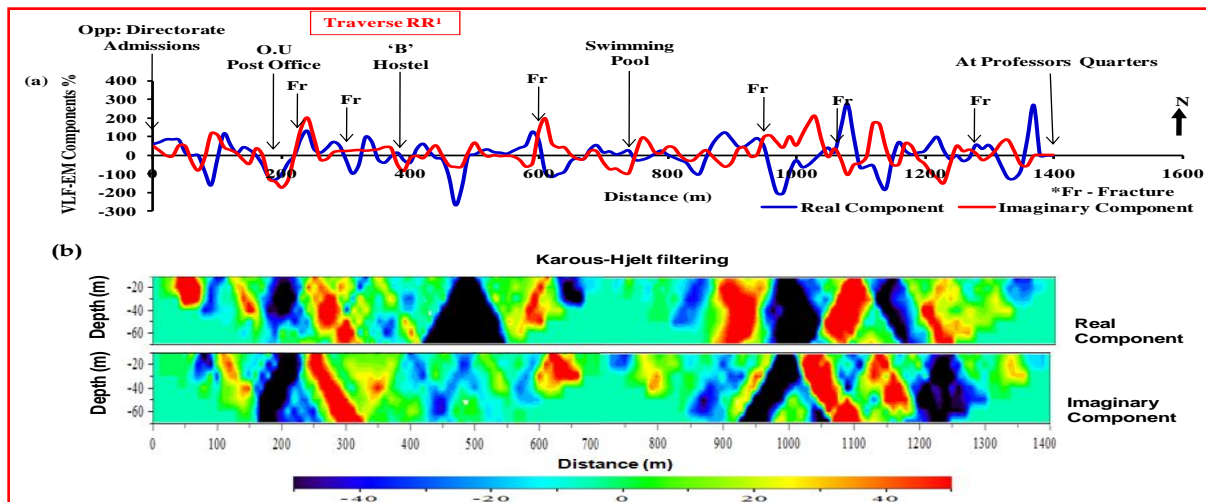 Traverse RR¹
Opp: Directorate
Admissions
O.U
Post Office
‘B’
Hostel
Swimming
Pool
At Professors Quarters
(a)
Fr
Fr
Fr
Fr
Fr
Fr
N
VLF-EM Components %
400
300
200
100
0
-100
-200
-300
0 200 400 600 800 1000 1200 1400 1600
Distance (m)
*Fr - Fracture
Real Component
Imaginary Component
(b)
Karous-Hjelt filtering
Depth (m)
-20
-40
-60
Real
Component
Depth (m)
-20
-40
-60
Imaginary
Component
0 100 200 300 400 500 600 700 800 900 1000 1100 1200 1300 1400
Distance (m)
-40 -20 0 20 40